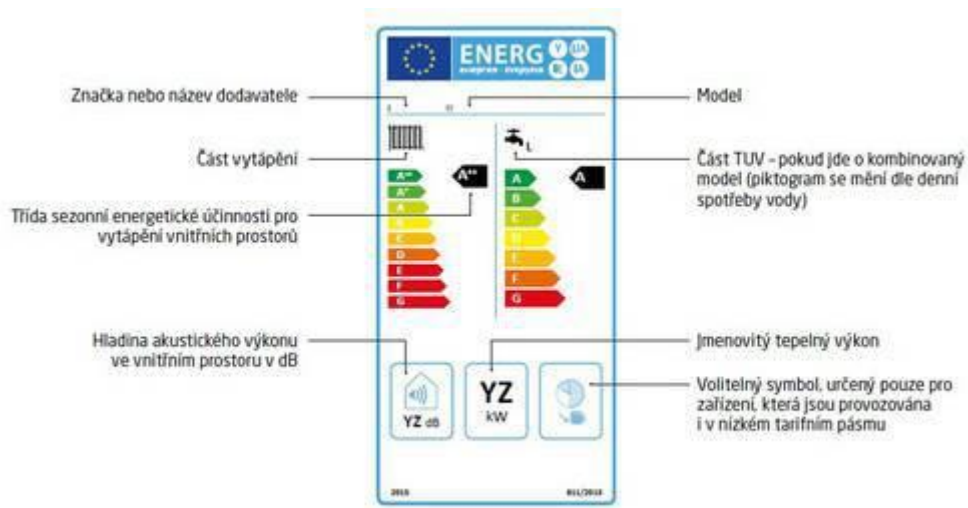 ENERG Y UA
IE IA
Značka nebo název dodavatele
Model
Část vytápění
L
Část TUV – pokud jde o kombinovaný
model (piktogram se mění dle denní
spotřeby vody)
Třída sezonní energetické účinnosti pro
vytápění vnitřních prostorů
A++
A++
A+
A
B
C
D
E
F
G
A
A
B
C
D
E
F
G
Hladina akustického výkonu
ve vnitřním prostoru v dB
Jmenovitý tepelný výkon
Volitelný symbol, určený pouze pro
zařízení, která jsou provozována
i v nízkém tarifním pásmu
YZ dB
YZ
kW
2015
811/2013